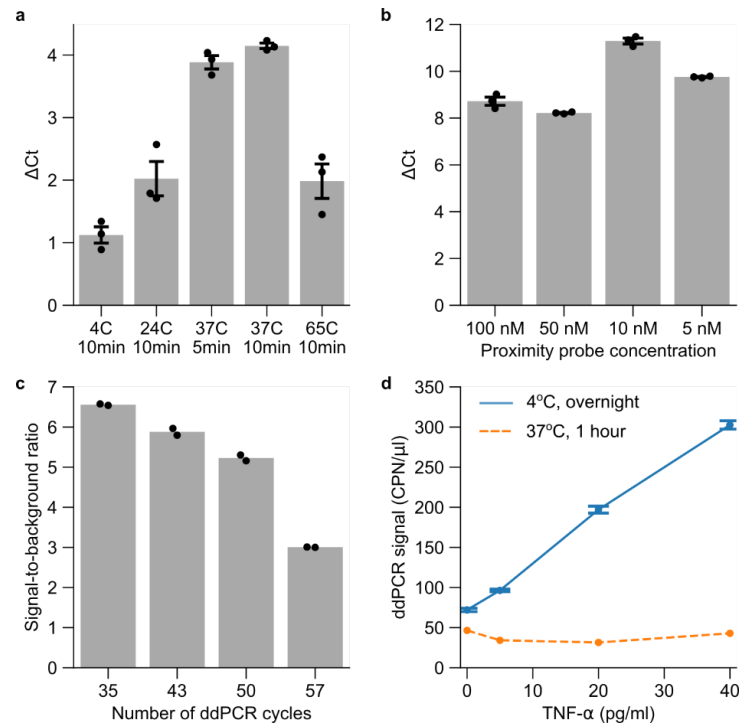 a
ΔCt
4
3
2
1
0
4C 24C 37C 37C 65C
10min 10min 5min 10min 10min
b
ΔCt
12
10
8
6
4
2
0
100 nM 50 nM 10 nM 5 nM
Proximity probe concentration
c
Signal-to-background ratio
7
6
5
4
3
2
1
0
35 43 50 57
Number of ddPCR cycles
d
ddPCR signal (CPN/µl)
350
300
250
200
150
100
50
0
4°C, overnight
37°C, 1 hour
0 10 20 30 40
TNF-α (pg/ml)